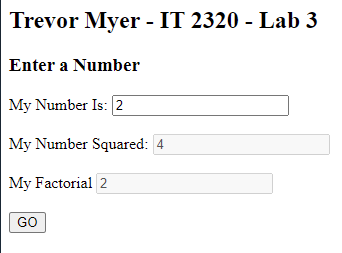 Trevor Myer - IT 2320 - Lab 3
Enter a Number
My Number Is: 2
My Number Squared: 4
My Factorial 2
GO